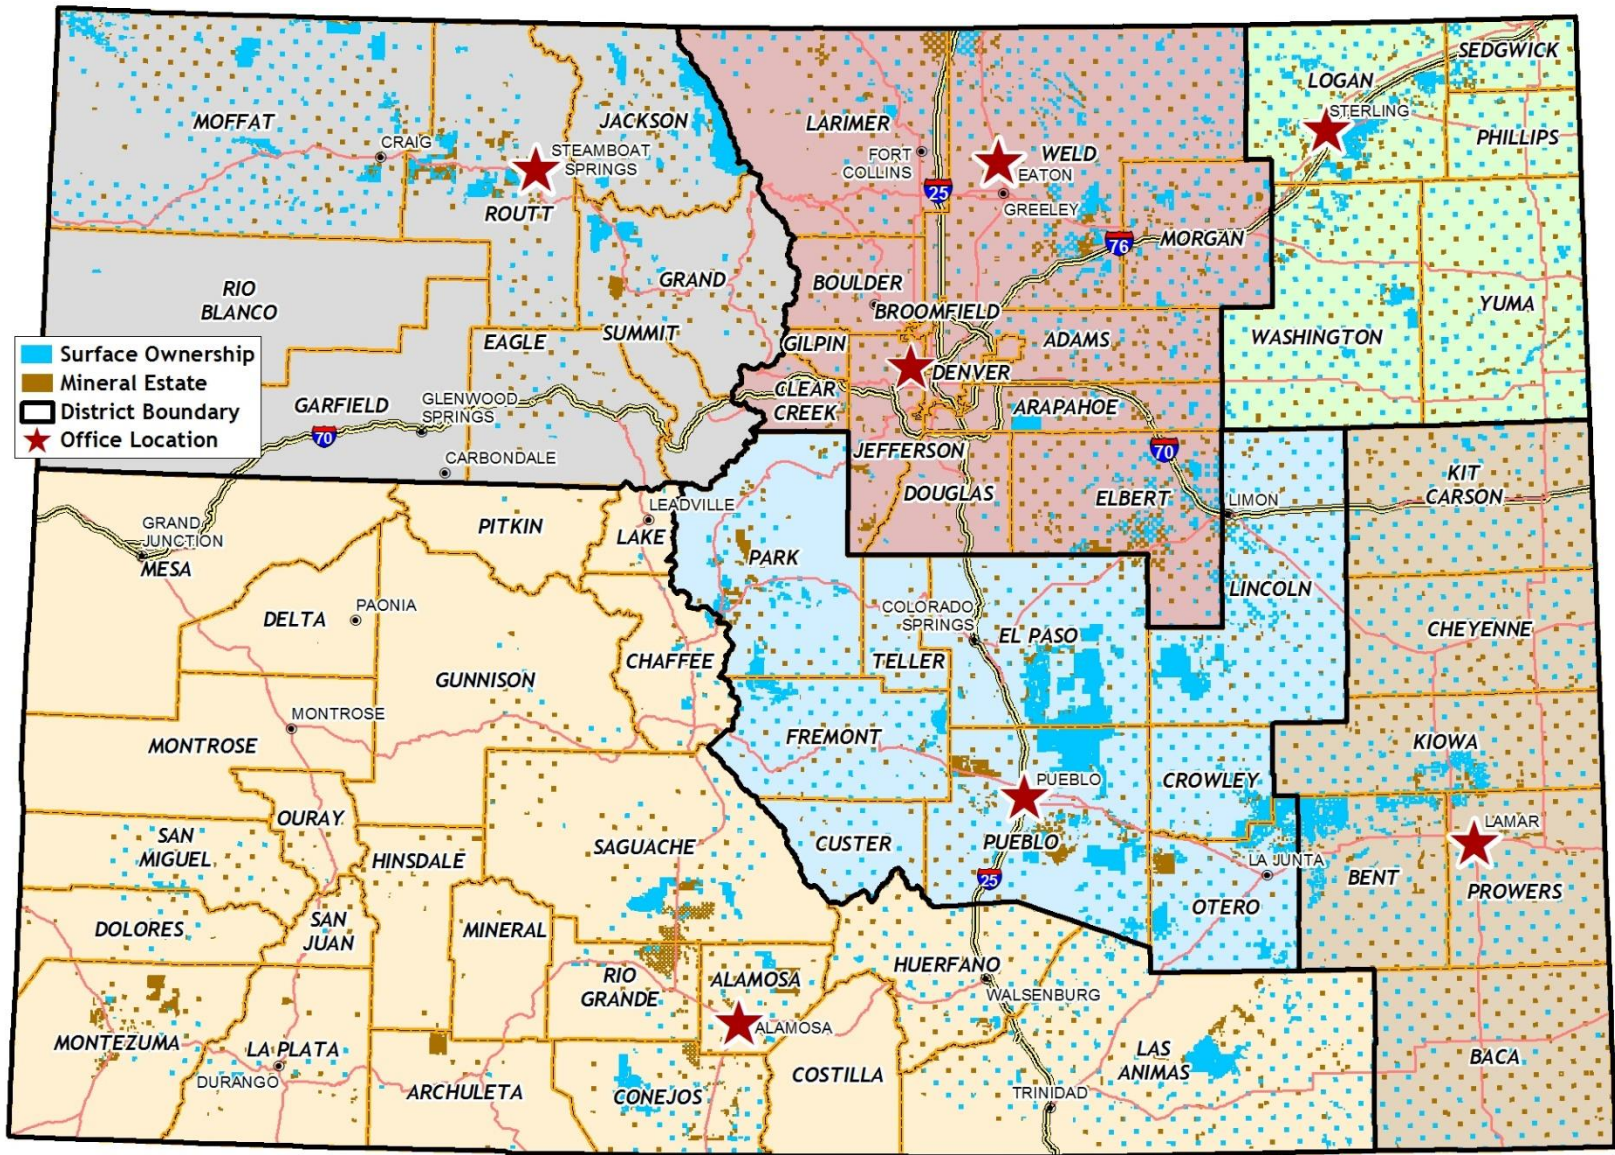 SEDGWICK
LOGAN
STERLING
PHILLIPS
MOFFAT
CRAIG
STEAMBOAT
SPRINGS
JACKSON
ROUTT
LARIMER
FORT
COLLINS
WELD
EATON
25
GREELEY
76
MORGAN
RIO
BLANCO
GRAND
BOULDER
BROOMFIELD
YUMA
WASHINGTON
SUMMIT
EAGLE
GILPIN
ADAMS
DENVER
CLEAR
CREEK
ARAPAHOE
Surface Ownership
Mineral Estate
District Boundary
Office Location
GARFIELD
GLENWOOD
SPRINGS
70
CARBONDALE
JEFFERSON
70
DOUGLAS
ELBERT
LIMON
KIT
CARSON
GRAND
JUNCTION
MESA
PITKIN
LEADVILLE
LAKE
PARK
LINCOLN
DELTA
PAONIA
COLORADO
SPRINGS
EL PASO
CHEYENNE
CHAFFEE
TELLER
GUNNISON
MONTROSE
MONTROSE
FREMONT
KIOWA
PUEBLO
CROWLEY
OURAY
SAN
MIGUEL
HINSDALE
SAGUACHE
CUSTER
PUEBLO
LAMAR
LA JUNTA
BENT
PROWERS
25
OTERO
DOLORES
SAN
JUAN
MINERAL
RIO
GRANDE
ALAMOSA
HUERFANO
WALSENBURG
ALAMOSA
MONTEZUMA
LA PLATA
DURANGO
ARCHULETA
CONEJOS
COSTILLA
LAS
ANIMAS
TRINIDAD
BACA